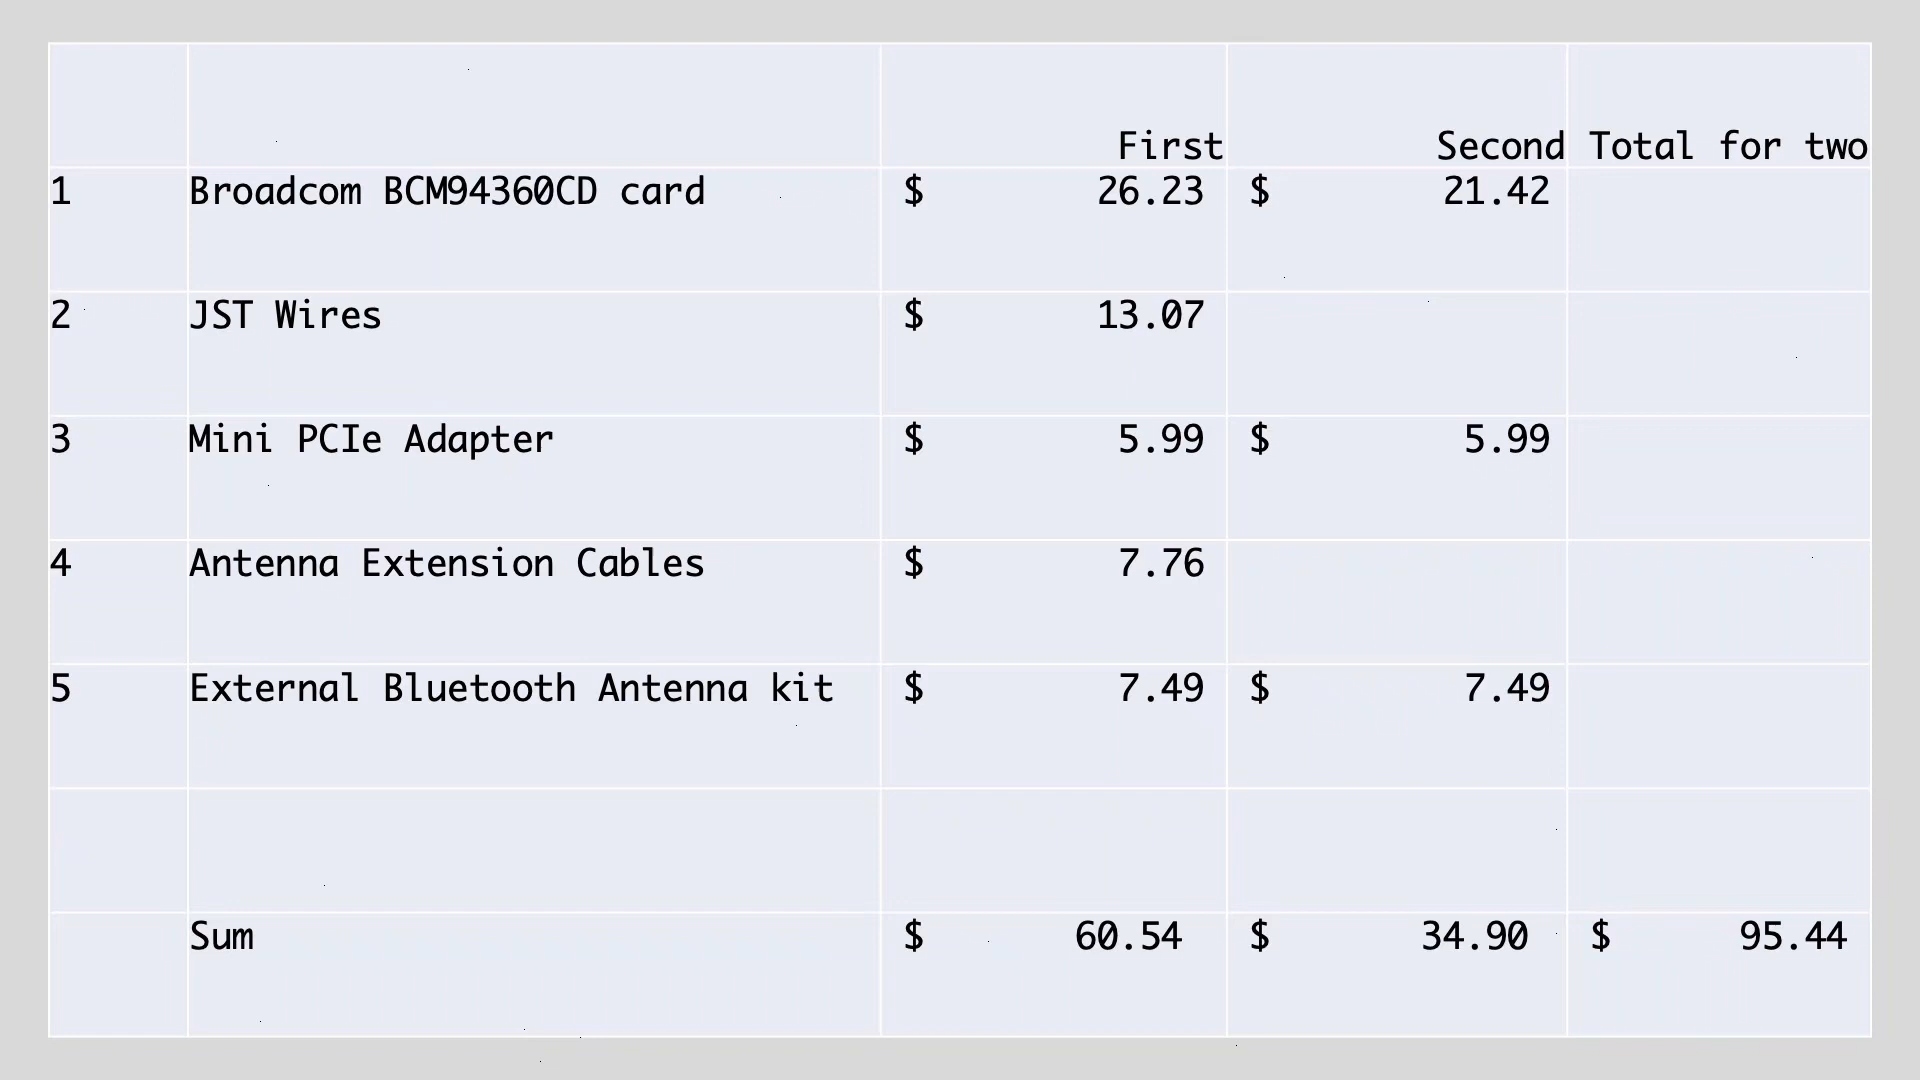 First Second Total for two
1 Broadcom BCM94360CD card $ 26.23 $ 21.42
2 JST Wires $ 13.07
3 Mini PCIe Adapter $ 5.99 $ 5.99
4 Antenna Extension Cables $ 7.76
5 External Bluetooth Antenna kit $ 7.49 $ 7.49
Sum $ 60.54 $ 34.90 $ 95.44